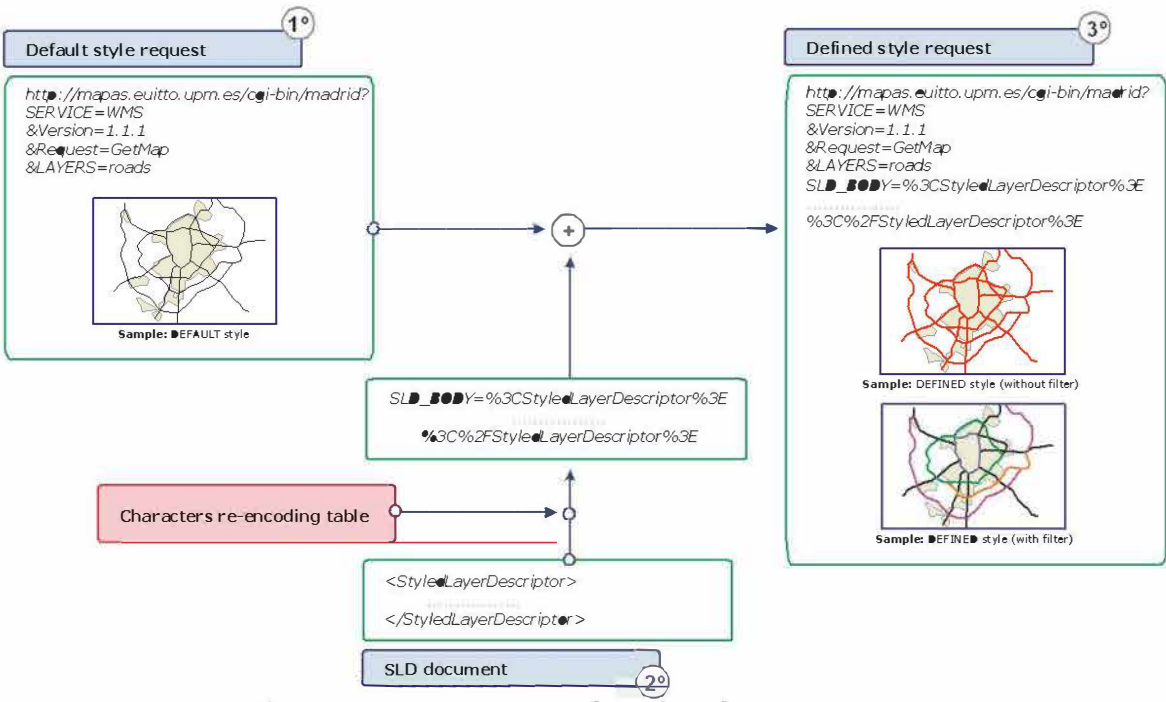 1º
Default style request
http://mapas.euitto.upm.es/cgi-bin/madrid?
SERVICE=WMS
&Version=1.1.1
&Request=GetMap
&LAYERS=roads
Sample: DEFAULT style
+
SLD_BODY=%3CStyledLayerDescriptor%3E
%3C%2FStyledLayerDescriptor%3E
Characters re-encoding table
<StyledLayerDescriptor>
</StyledLayerDescriptor>
SLD document
2º
3º
Defined style request
http://mapas.euitto.upm.es/cgi-bin/madrid?
SERVICE=WMS
&Version=1.1.1
&Request=GetMap
&LAYERS=roads
SLD_BODY=%3CStyledLayerDescriptor%3E
%3C%2FStyledLayerDescriptor%3E
Sample: DEFINED style (without filter)
Sample: DEFINED style (with filter)